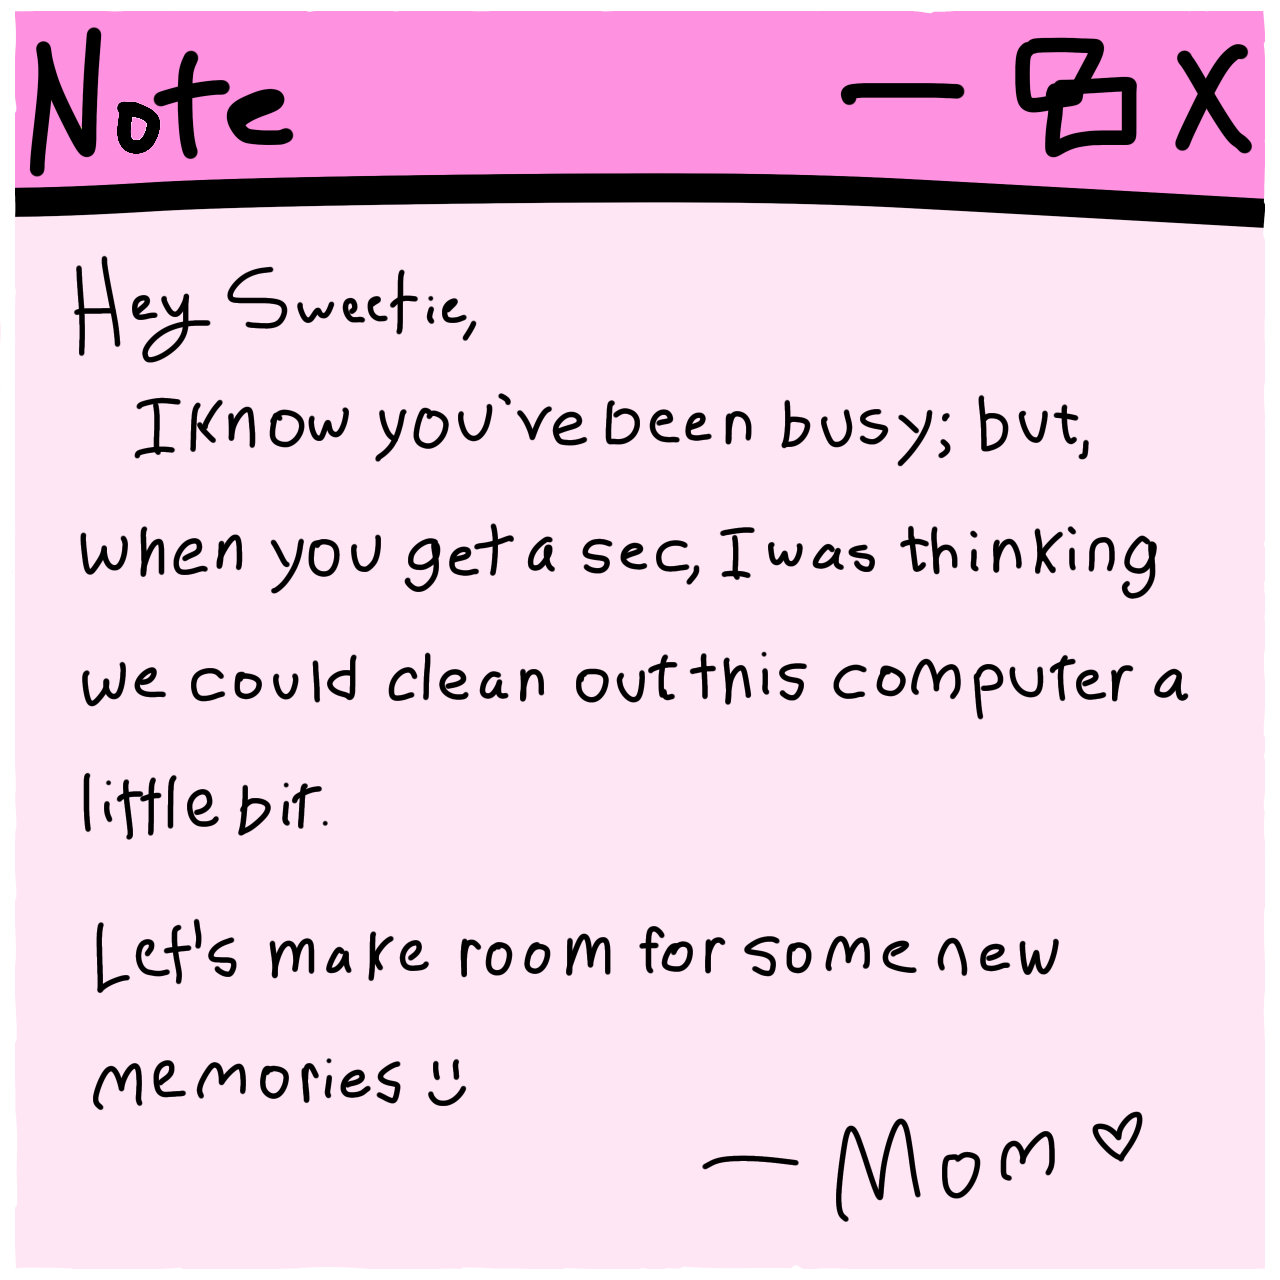 Note
Hey Sweetie,
I know you've been busy; but,
when you get a sec, I was thinking
we could clean out this computer a
little bit.
Let's make room for some new
memories :)
— Mom ♡